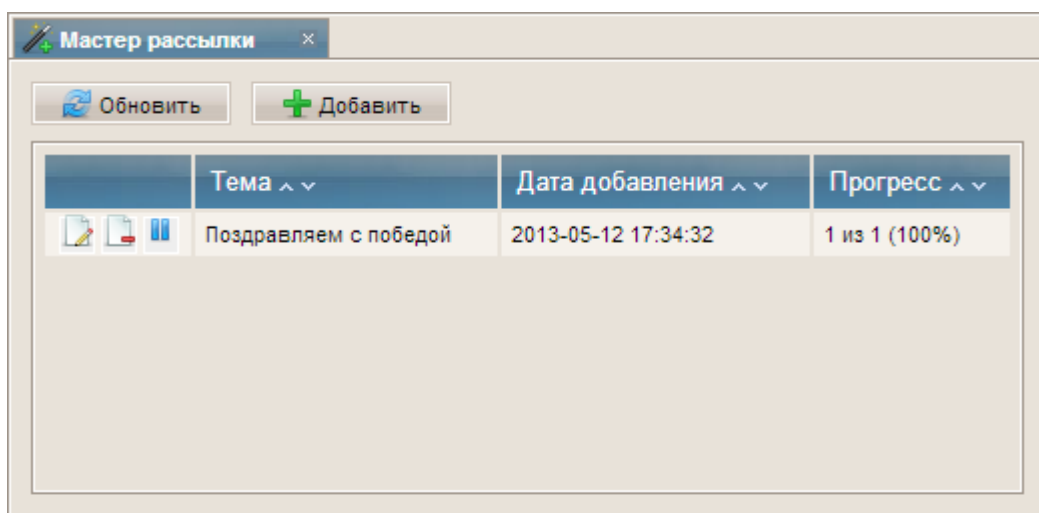 Мастер рассылки
Обновить Добавить
Тема Дата добавления Прогресс
Поздравляем с победой 2013-05-12 17:34:32 1 из 1 (100%)